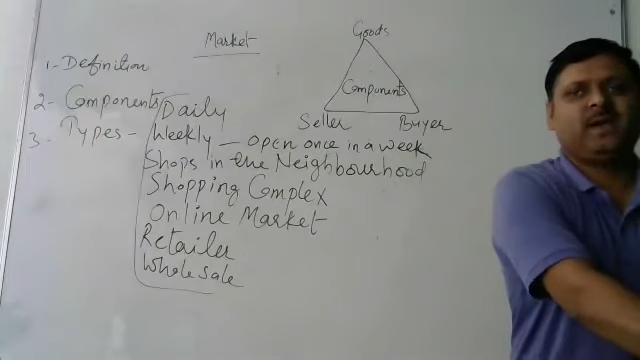 Market
1. Definition
2. Components
3. Types - Daily
Weekly - open once in a week
Shops in the Neighbourhood
Shopping Complex
Online Market
Retailer
Wholesale
Goods
Components
Seller
Buyer